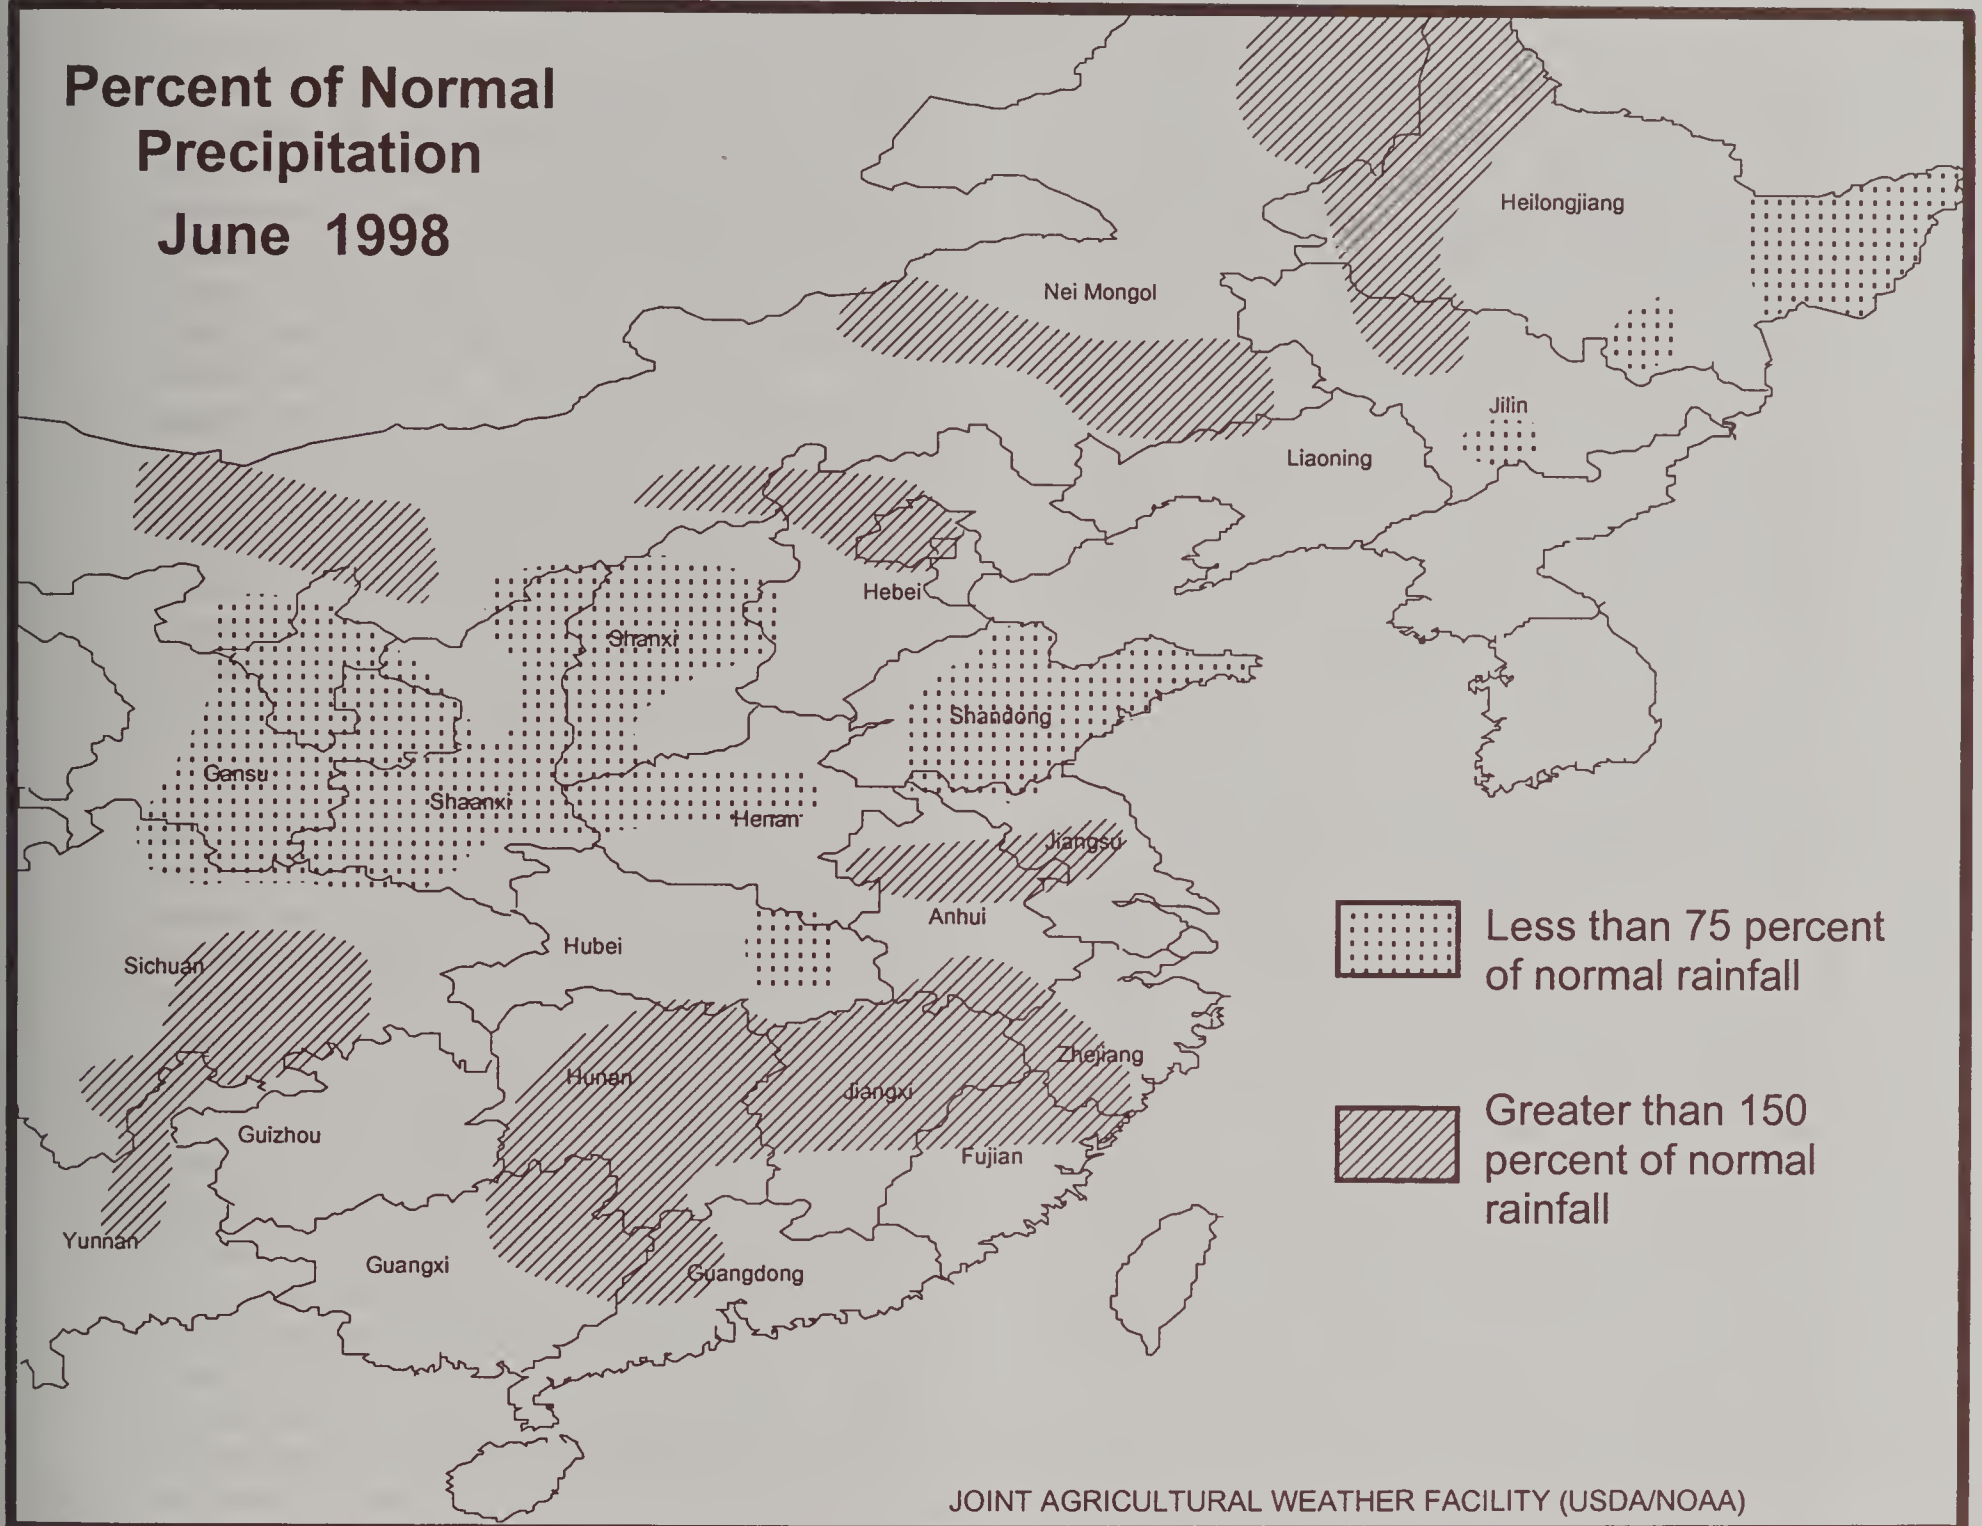 Percent of Normal
Precipitation
June 1998
Heilongjiang
Nei Mongol
Jilin
Liaoning
Hebei
Shanxi
Shandong
Gansu
Shaanxi
Henan
Jiangsu
Anhui
Hubei
Sichuan
Less than 75 percent
of normal rainfall
Zhejiang
Hunan
Jiangxi
Guizhou
Fujian
Greater than 150
percent of normal
rainfall
Yunnan
Guangxi
Guangdong
JOINT AGRICULTURAL WEATHER FACILITY (USDA/NOAA)